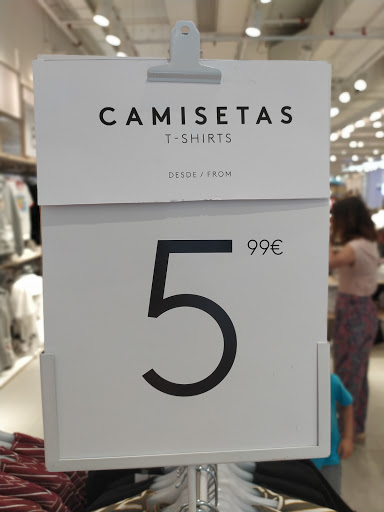 CAMISETAS
T-SHIRTS
DESDE / FROM
5 99€